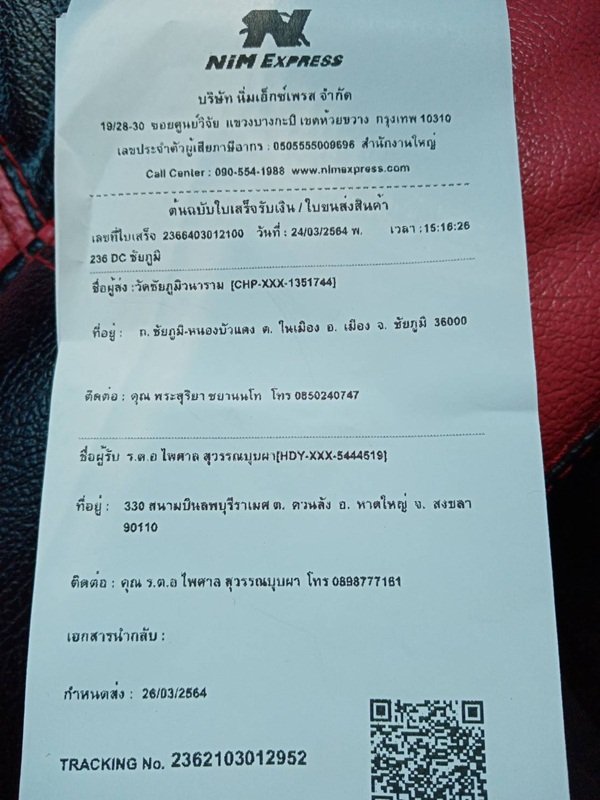 NiM EXPRESS
บริษัท นิ่มเอ็กซ์เพรส จำกัด
19/28-30 ซอยศูนย์วิจัย แขวงบางกะปิ เขตห้วยขวาง กรุงเทพ 10310
เลขประจำตัวผู้เสียภาษีอากร : 0505555009696 สำนักงานใหญ่
Call Center : 090-554-1988 www.nimexpress.com
ต้นฉบับใบเสร็จรับเงิน / ใบขนส่งสินค้า
เลขที่ใบเสร็จ 2366403012100 วันที่ : 24/03/2564 พ. เวลา :15:16:26
236 DC ชัยภูมิ
ชื่อผู้ส่ง :วัดชัยภูมิวนาราม [CHP-XXX-1351744]
ที่อยู่ : ถ. ชัยภูมิ-หนองบัวแดง ต. ในเมือง อ. เมือง จ. ชัยภูมิ 36000
ติดต่อ : คุณ พระสุริยา ชยานนโท โทร 0850240747
ชื่อผู้รับ ร.ต.อ ไพศาล สุวรรณบุบผา[HDY-XXX-5444519]
ที่อยู่ : 330 สนามบินลพบุรีราเมศ ต. ควนลัง อ. หาดใหญ่ จ. สงขลา
90110
ติดต่อ : คุณ ร.ต.อ ไพศาล สุวรรณบุบผา โทร 0898777161
เอกสารนำกลับ :
กำหนดส่ง : 26/03/2564
TRACKING No. 2362103012952